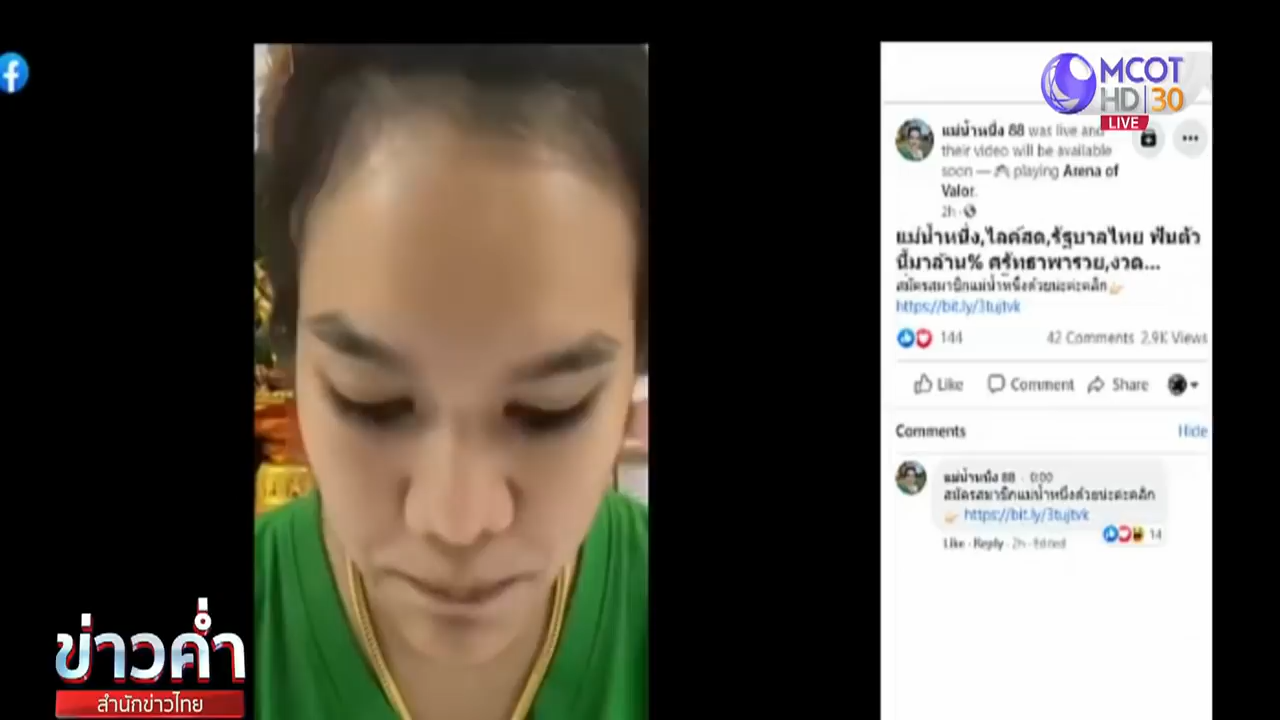 MCOT
HD 30
LIVE
แม่น้ำหนึ่ง 88 was live and
their video will be available
soon — playing Arena of
Valor.
2h
แม่น้ำหนึ่ง,ไลค์สด,รัฐบาลไทย ฟันตัว
นี้มาล้าน% ศรัทธาพารวย,งวด...
สมัครสมาชิกแม่น้ำหนึ่งด้วยนะคะคลิก
https://bit.ly/3tujtvk
144
42 Comments 2.9K Views
Like Comment Share
Comments Hide
แม่น้ำหนึ่ง 88 · 0:00
สมัครสมาชิกแม่น้ำหนึ่งด้วยนะคะคลิก
https://bit.ly/3tujtvk
14
Like · Reply · 2h · Edited
ข่าวค่ำ
สำนักข่าวไทย